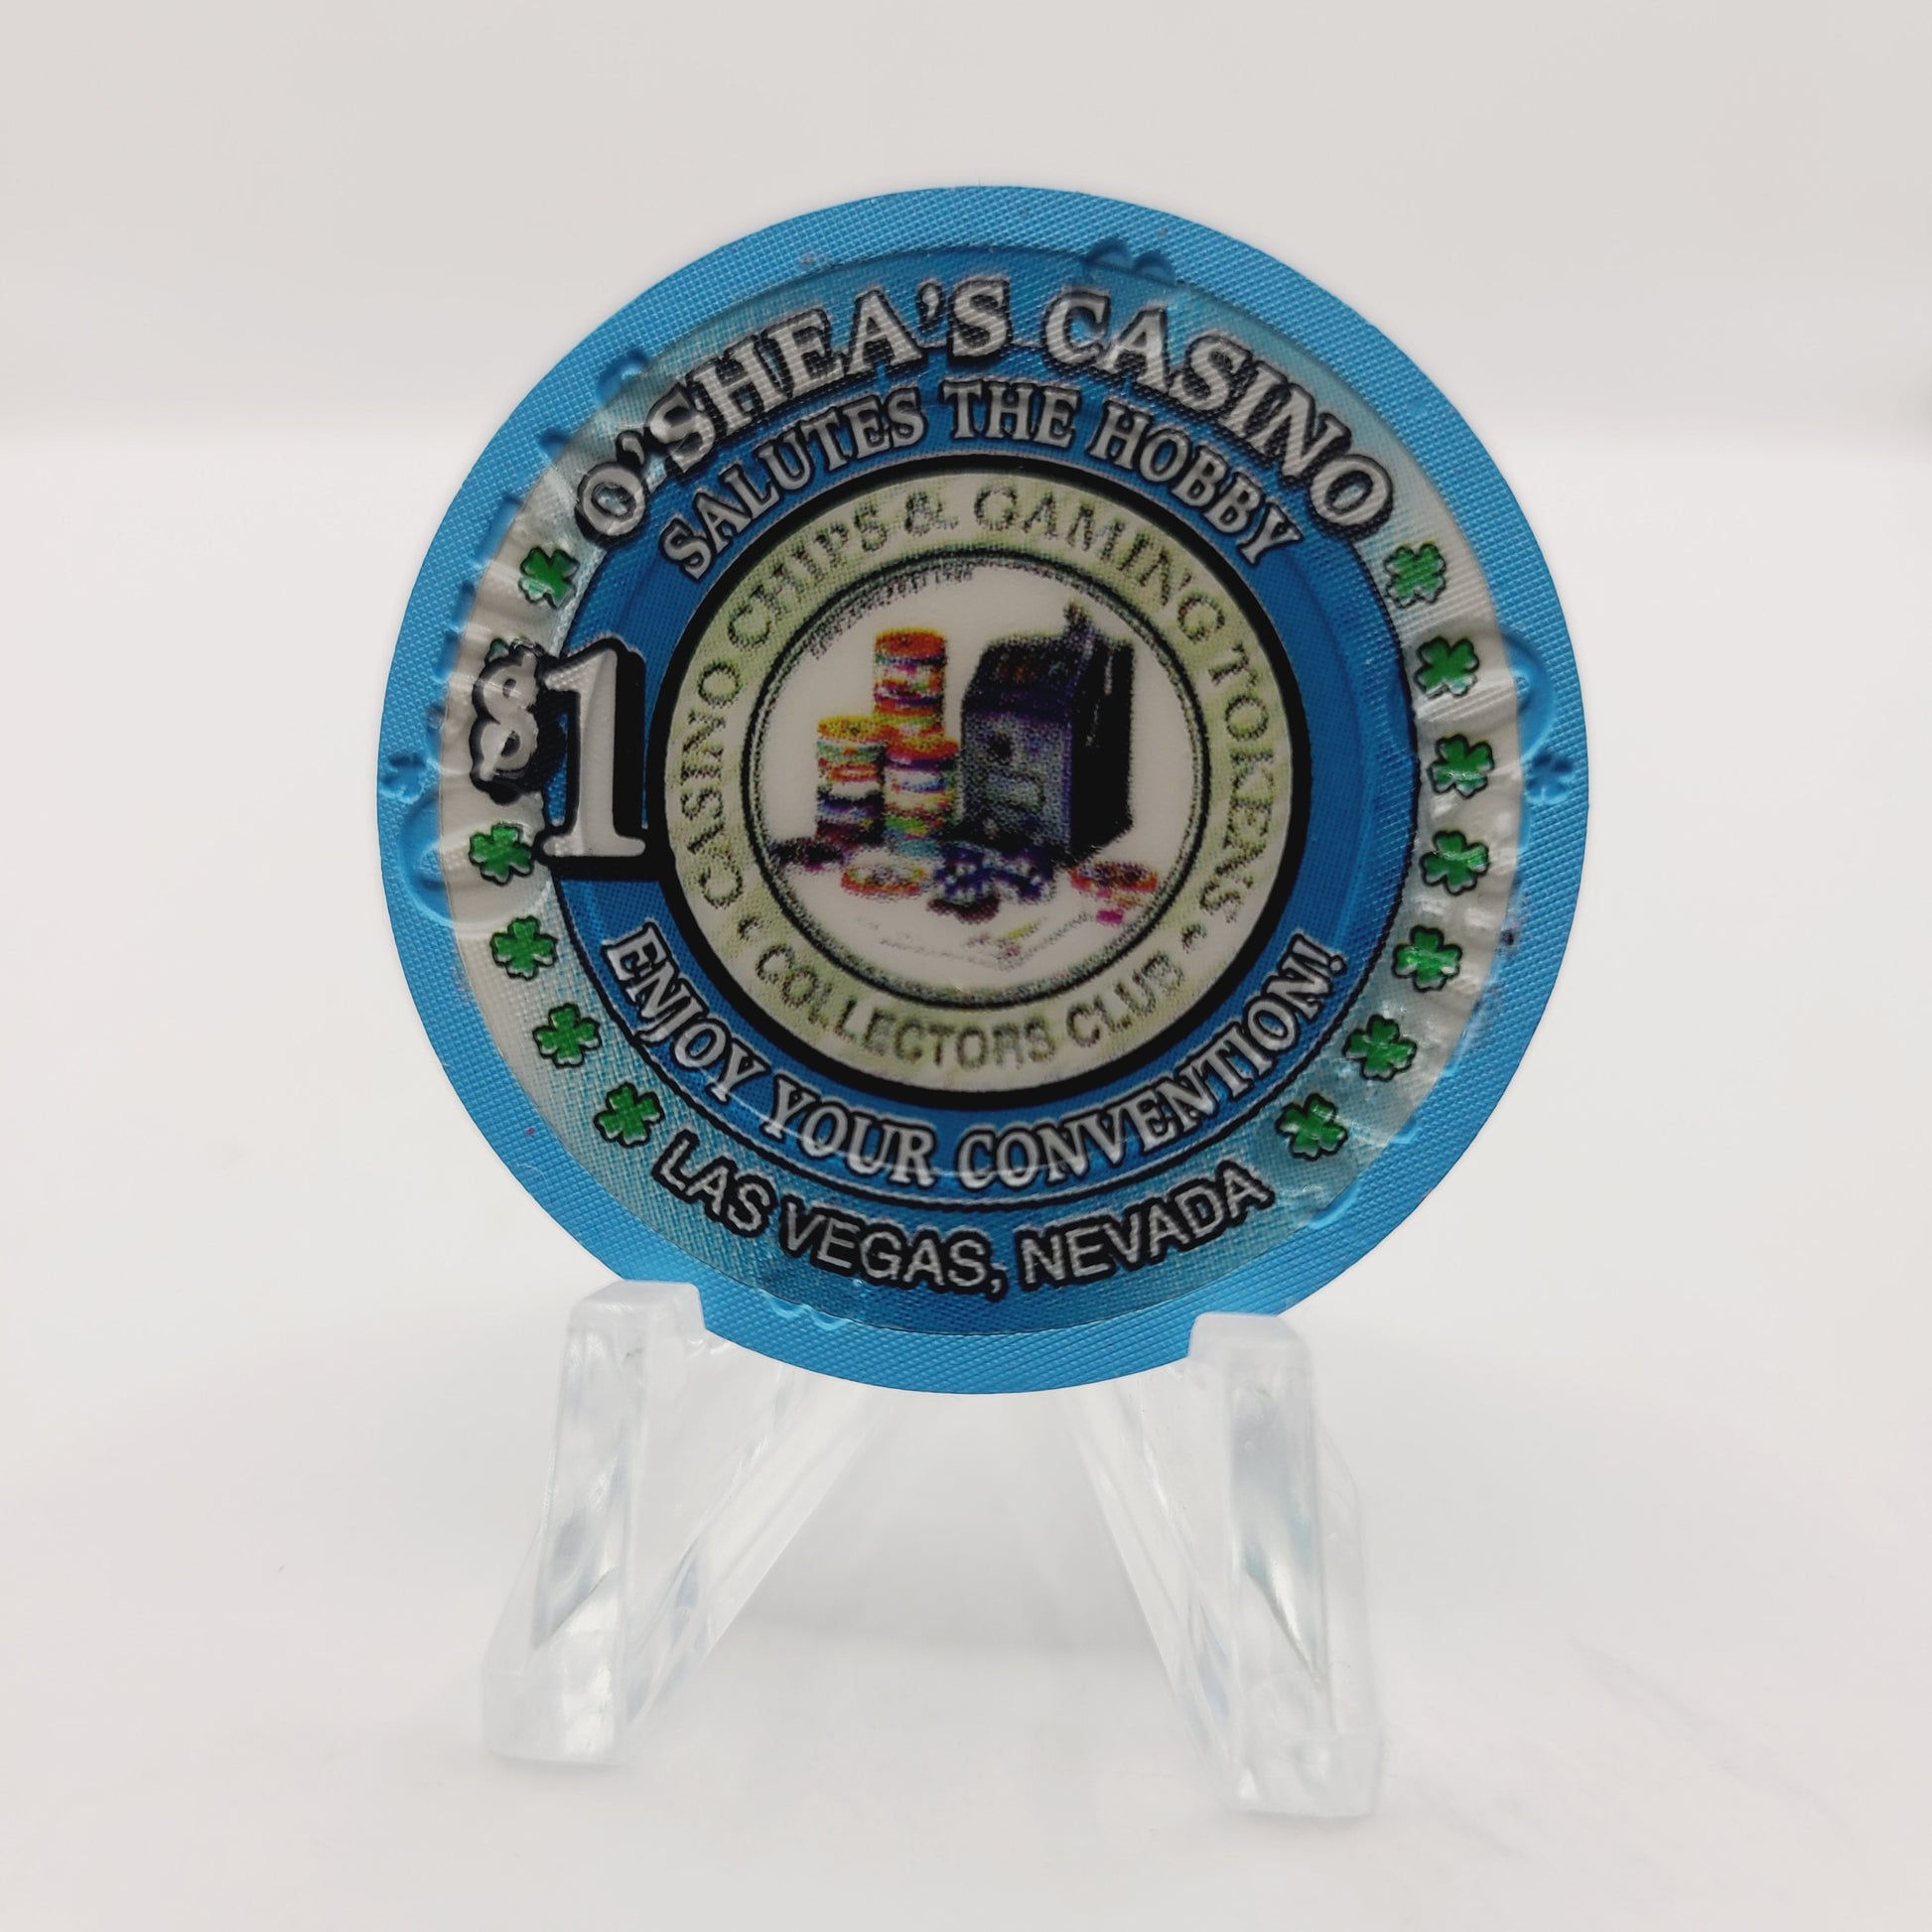 O'SHEA'S CASINO
SALUTES THE HOBBY
CASINO CHIPS & GAMING TOKENS
COLLECTORS CLUB
$1
ENJOY YOUR CONVENTION!
LAS VEGAS, NEVADA